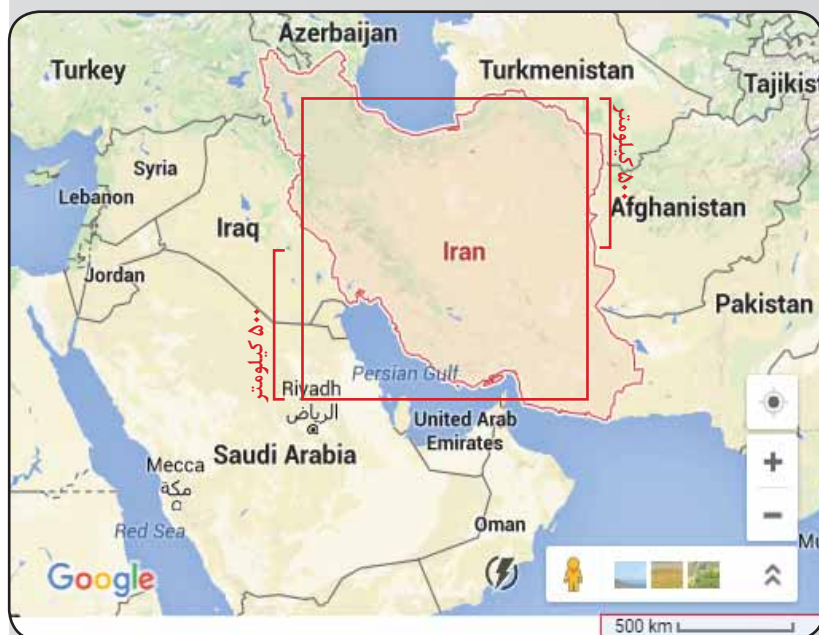 Azerbaijan
Turkey
Turkmenistan
Tajikist
Syria
Lebanon
۵۰۰ کیلومتر
Afghanistan
Iraq
Iran
Jordan
Pakistan
۵۰۰ کیلومتر
Persian Gulf
Riyadh
الرياض
United Arab
Emirates
Saudi Arabia
Mecca
مكة
Red Sea
Oman
Mu
Google
500 km